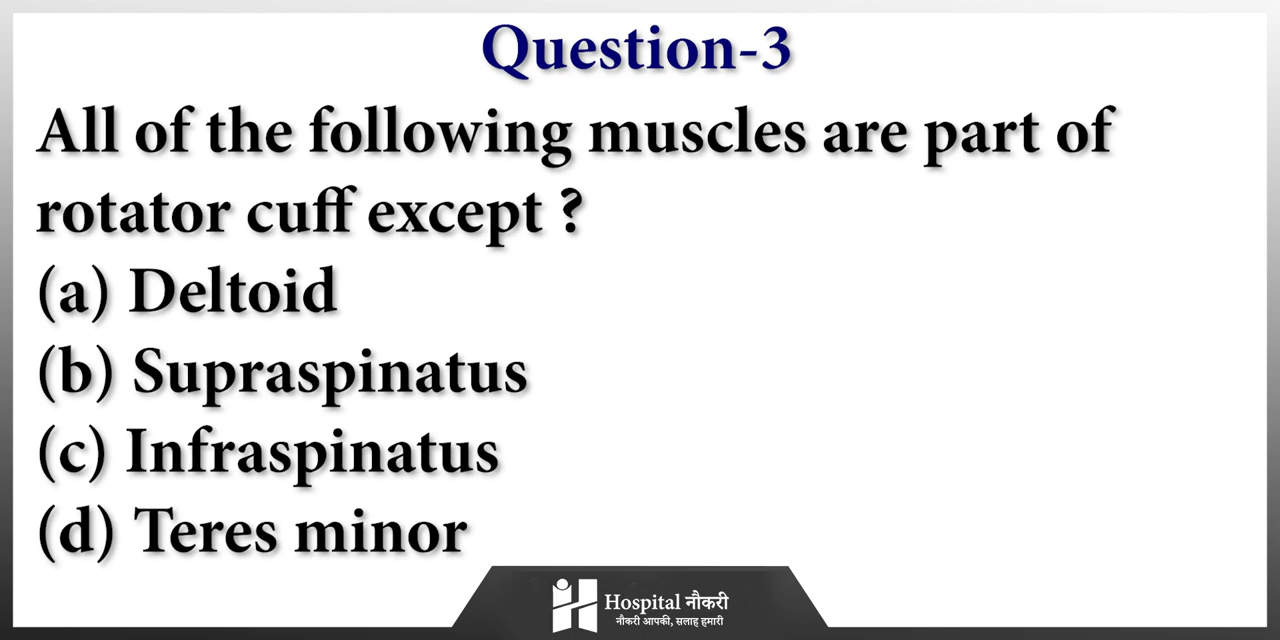 Question-3
All of the following muscles are part of
rotator cuff except ?
(a) Deltoid
(b) Supraspinatus
(c) Infraspinatus
(d) Teres minor
Hospital नौकरी
नौकरी आपकी, सलाह हमारी